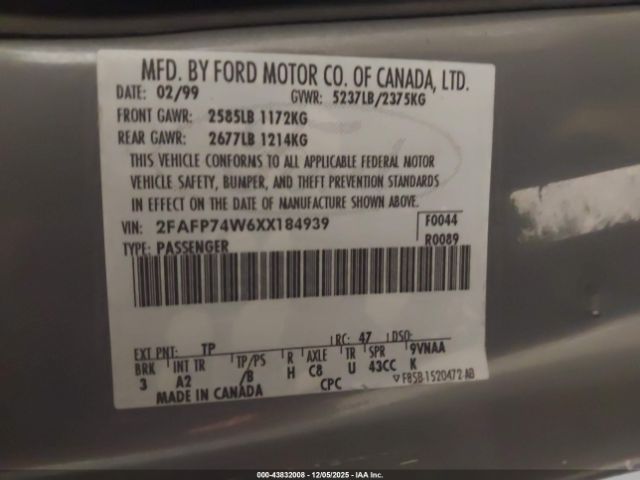 MFD. BY FORD MOTOR CO. OF CANADA, LTD.
DATE: 02/99 GVWR: 5237LB/2375KG
FRONT GAWR: 2585LB 1172KG
REAR GAWR: 2677LB 1214KG
THIS VEHICLE CONFORMS TO ALL APPLICABLE FEDERAL MOTOR
VEHICLE SAFETY, BUMPER, AND THEFT PREVENTION STANDARDS
IN EFFECT ON THE DATE OF MANUFACTURE SHOWN ABOVE.
VIN: 2FAFP74W6XX184939 F0044
TYPE: PASSENGER R0089
EXT PNT: TP RC: 47 DSO:
BRK INT TR TP/PS R AXLE TR SPR 9VNAA
3 A2 /B H C8 U 43CC K
MADE IN CANADA CPC F85B 1520472 AB
000-43832008 - 12/05/2025 - IAA Inc.